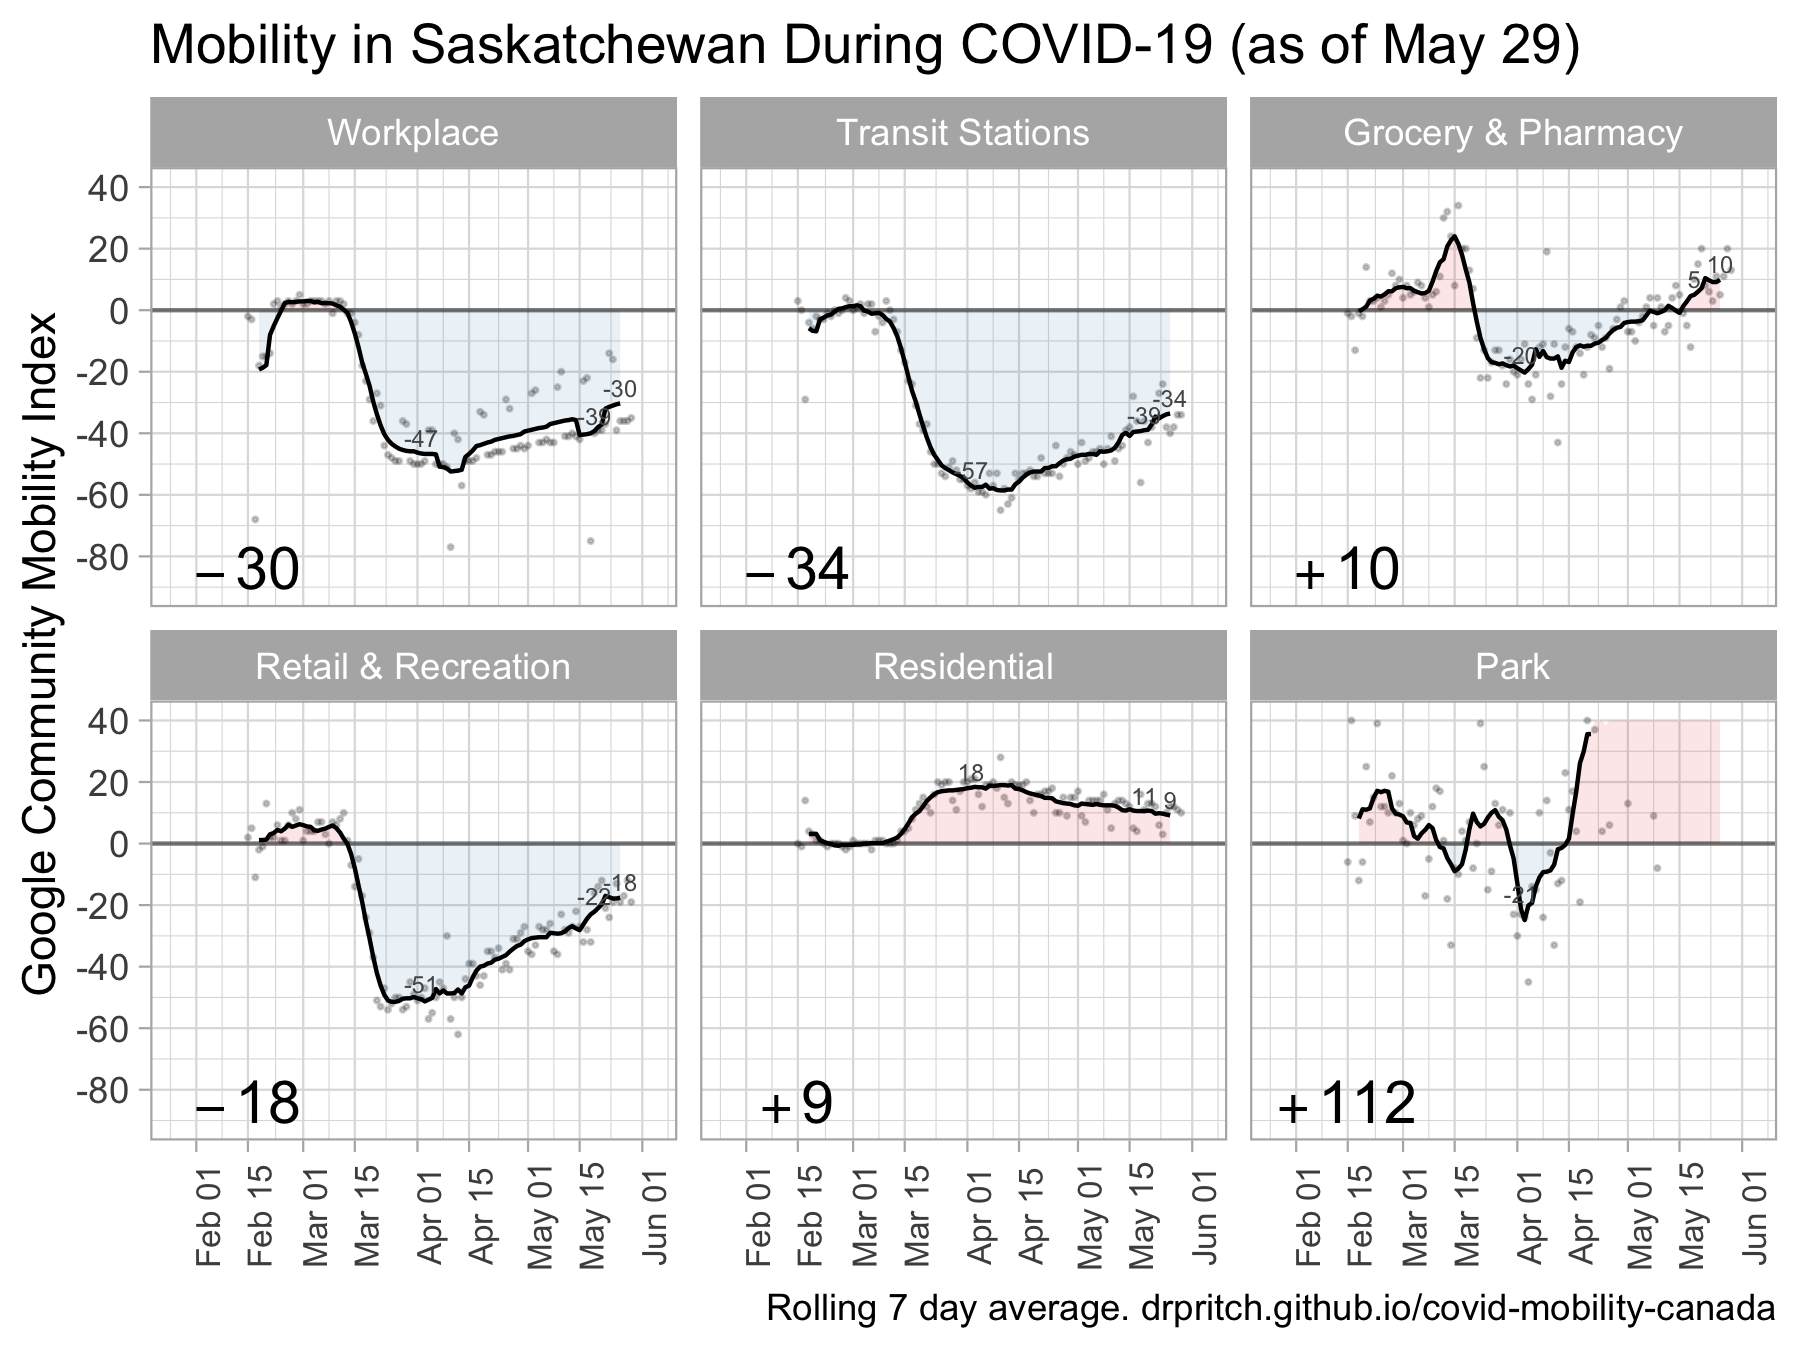 Mobility in Saskatchewan During COVID-19 (as of May 29)
Google Community Mobility Index
Workplace
Transit Stations
Grocery & Pharmacy
40
20
0
-20
-40
-60
-80
-47
-39
-30
– 30
-57
-39
-34
– 34
-20
5
10
+ 10
Retail & Recreation
Residential
Park
40
20
0
-20
-40
-60
-80
-51
-22
-18
– 18
18
11
9
+ 9
-21
+ 112
Feb 01
Feb 15
Mar 01
Mar 15
Apr 01
Apr 15
May 01
May 15
Jun 01
Feb 01
Feb 15
Mar 01
Mar 15
Apr 01
Apr 15
May 01
May 15
Jun 01
Feb 01
Feb 15
Mar 01
Mar 15
Apr 01
Apr 15
May 01
May 15
Jun 01
Rolling 7 day average. drpritch.github.io/covid-mobility-canada